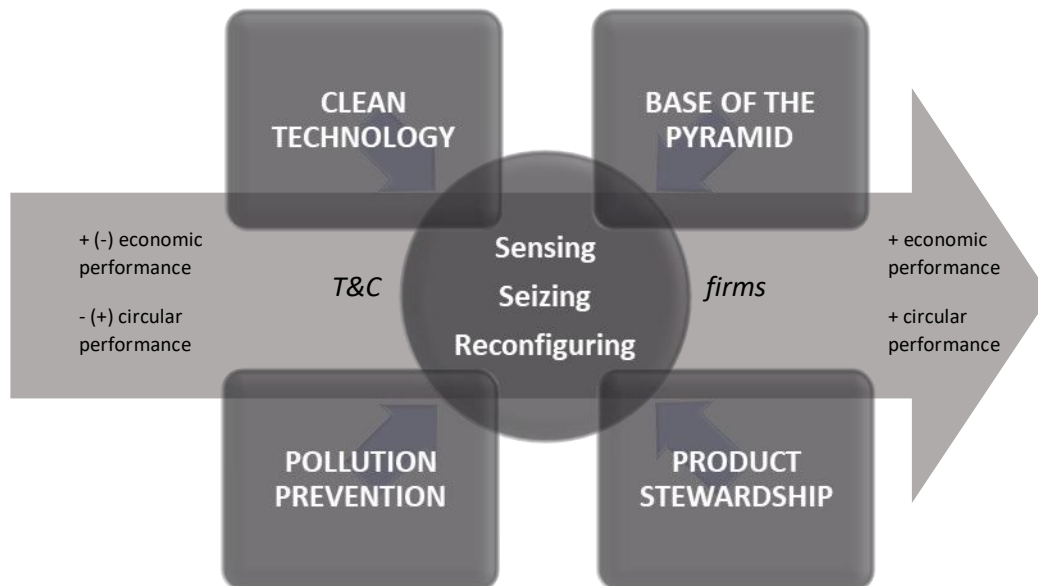 CLEAN
TECHNOLOGY
BASE OF THE
PYRAMID
+ (-) economic
performance
- (+) circular
performance
T&C
Sensing
Seizing
Reconfiguring
firms
+ economic
performance
+ circular
performance
POLLUTION
PREVENTION
PRODUCT
STEWARDSHIP